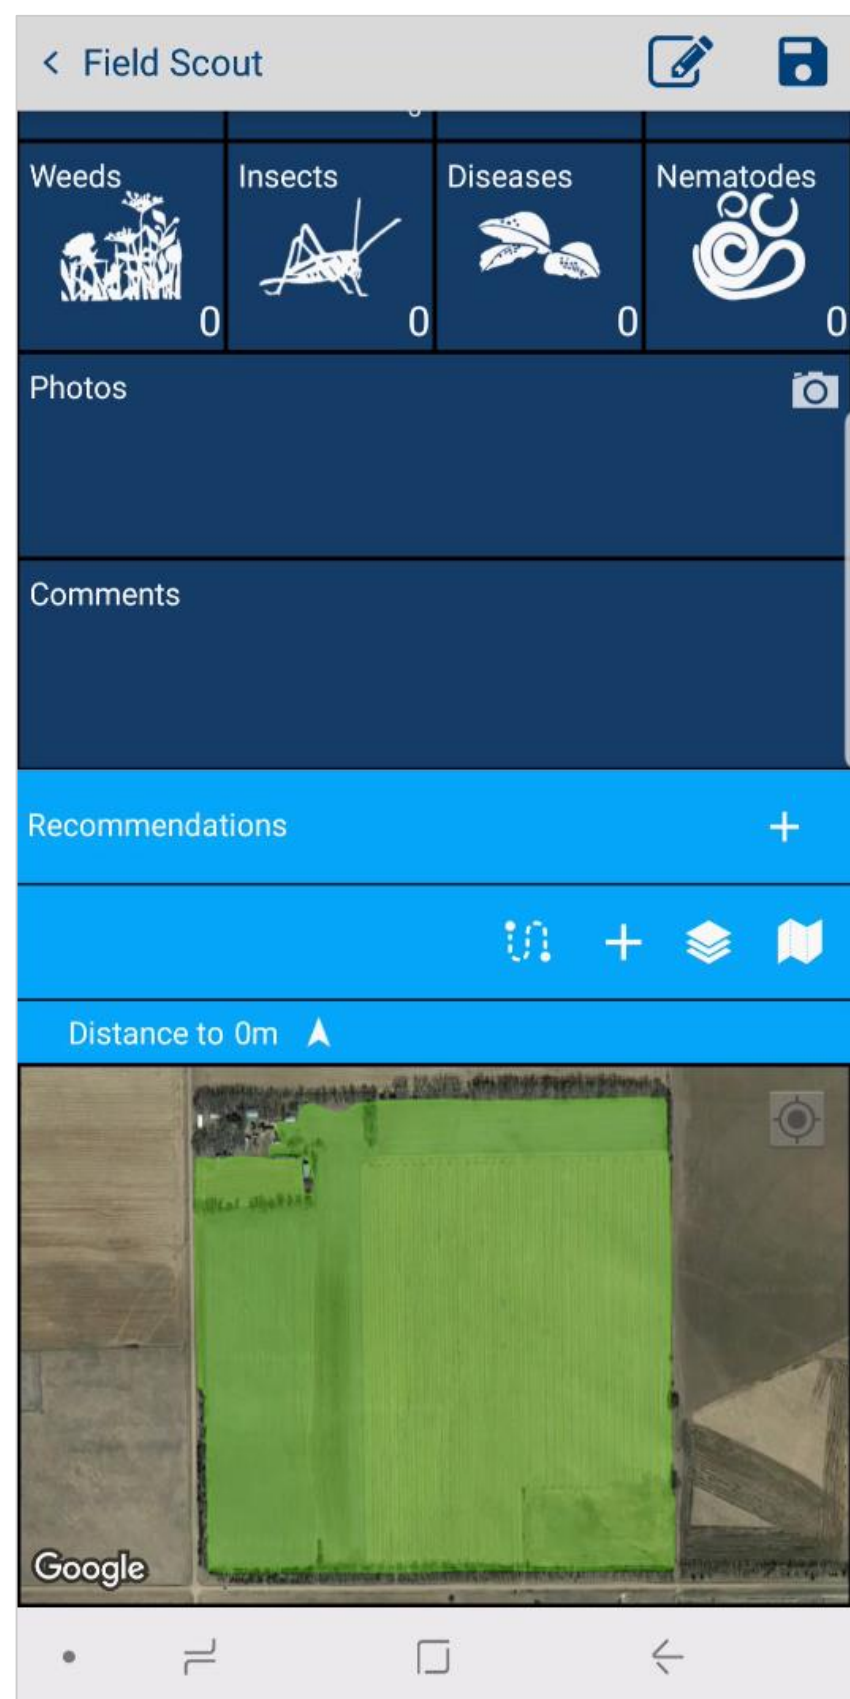 Field Scout
Weeds Insects Diseases Nematodes
0 0 0 0
Photos
Comments
Recommendations +
+
Distance to 0m
Google